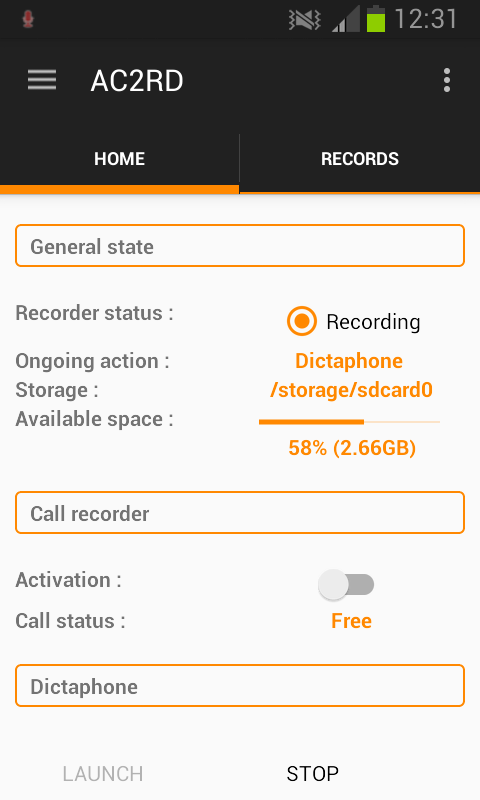 12:31
AC2RD
HOME RECORDS
General state
Recorder status : Recording
Ongoing action : Dictaphone
Storage : /storage/sdcard0
Available space :
58% (2.66GB)
Call recorder
Activation :
Call status : Free
Dictaphone
LAUNCH STOP